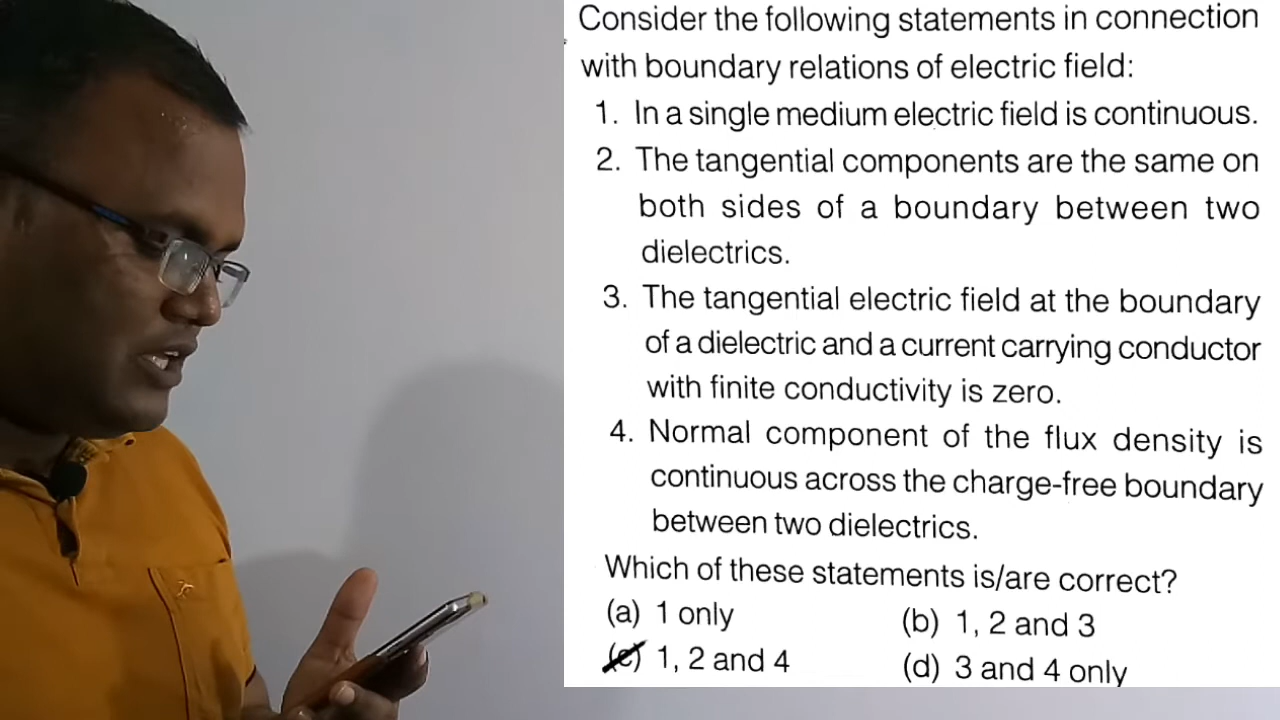 Consider the following statements in connection
with boundary relations of electric field:
1. In a single medium electric field is continuous.
2. The tangential components are the same on
both sides of a boundary between two
dielectrics.
3. The tangential electric field at the boundary
of a dielectric and a current carrying conductor
with finite conductivity is zero.
4. Normal component of the flux density is
continuous across the charge-free boundary
between two dielectrics.
Which of these statements is/are correct?
(a) 1 only (b) 1, 2 and 3
(c) 1, 2 and 4 (d) 3 and 4 only